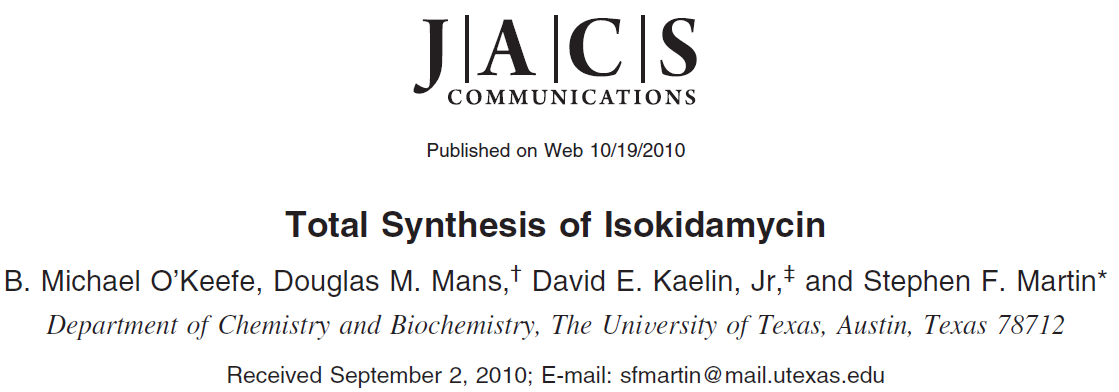 J|A|C|S
COMMUNICATIONS
Published on Web 10/19/2010
Total Synthesis of Isokidamycin
B. Michael O’Keefe, Douglas M. Mans,† David E. Kaelin, Jr,‡ and Stephen F. Martin*
Department of Chemistry and Biochemistry, The University of Texas, Austin, Texas 78712
Received September 2, 2010; E-mail: sfmartin@mail.utexas.edu